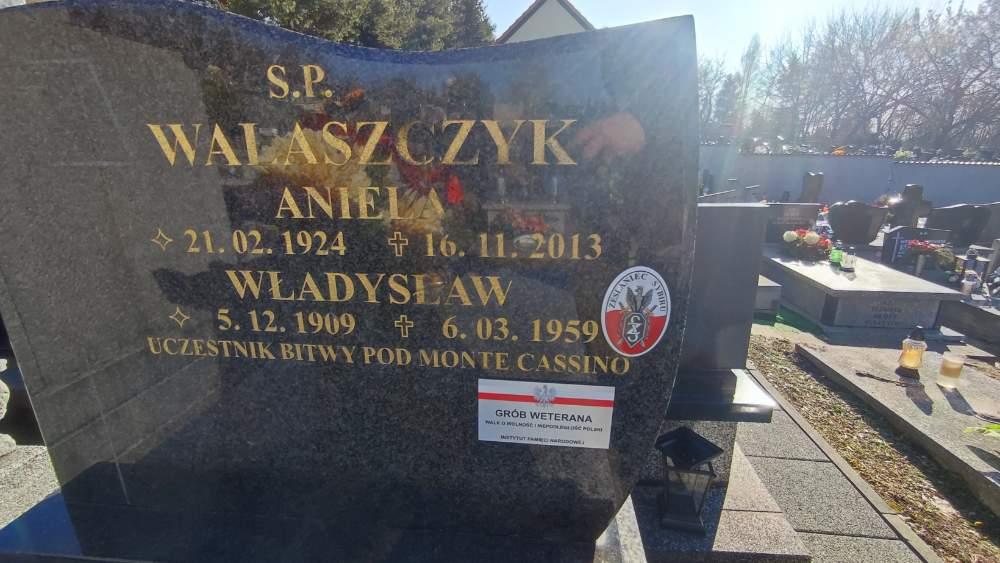 S.P.
WALASZCZYK
ANIELA
21. 02. 1924 16. 11. 2013
WŁADYSŁAW
5. 12. 1909 6. 03. 1959
UCZESTNIK BITWY POD MONTE CASSINO
ZESŁANIEC SYBIRU
GRÓB WETERANA
WALK O WOLNOŚĆ I NIEPODLEGŁOŚĆ POLSKI
INSTYTUT PAMIĘCI NARODOWEJ